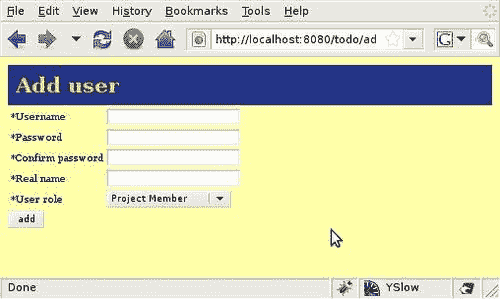 File Edit View History Bookmarks Tools Help
http://localhost:8080/todo/ad
G
Add user
*Username
*Password
*Confirm password
*Real name
*User role Project Member
add
Done YSlow